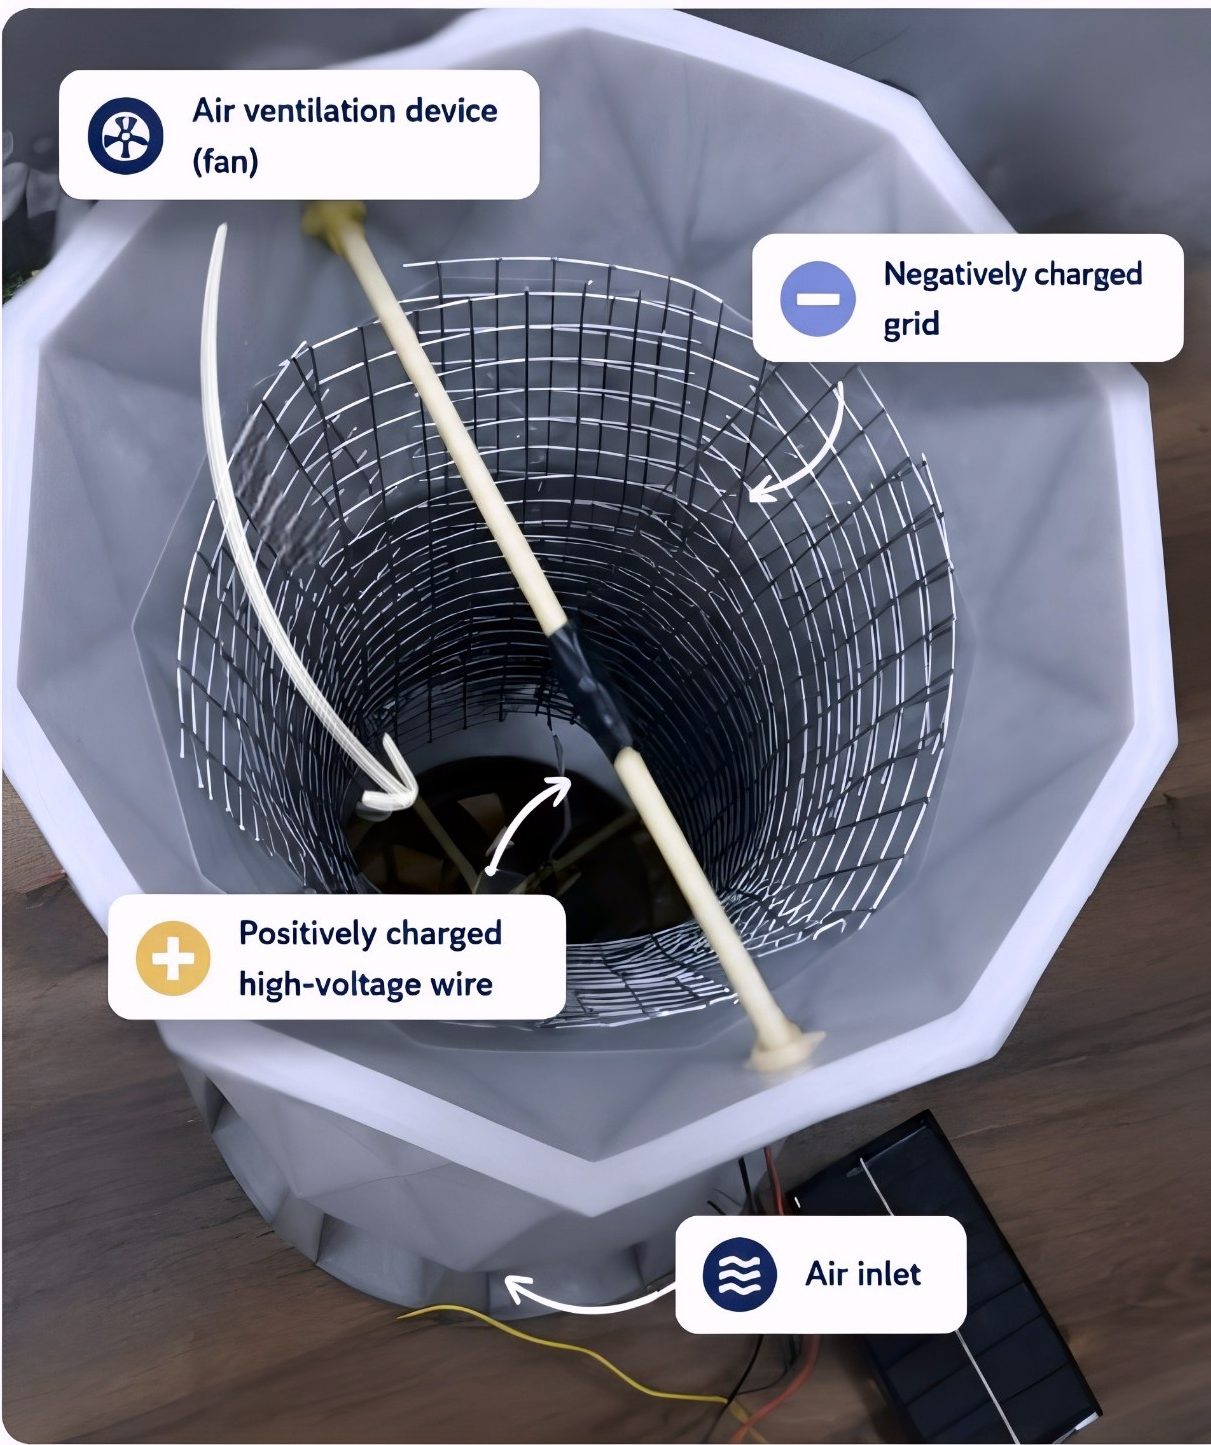 Air ventilation device
(fan)
Negatively charged
grid
Positively charged
high-voltage wire
Air inlet